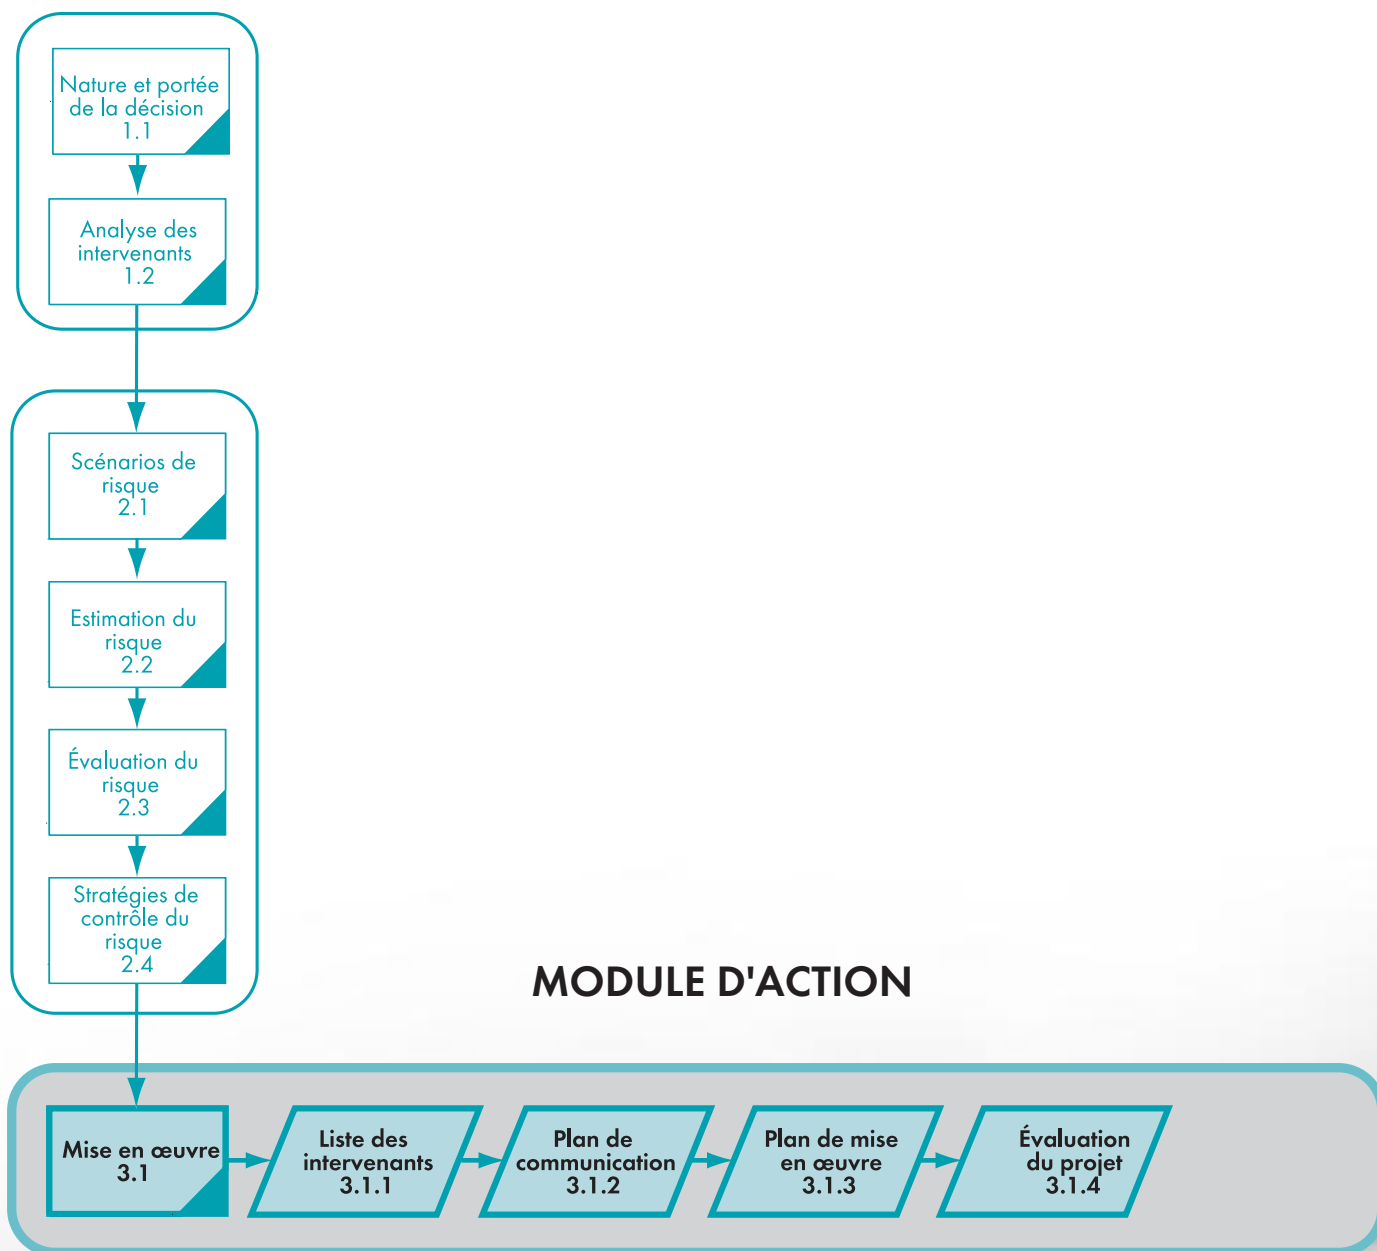 Nature et portée
de la décision
1.1
Analyse des
intervenants
1.2
Scénarios de
risque
2.1
Estimation du
risque
2.2
Évaluation du
risque
2.3
Stratégies de
contrôle du
risque
2.4
MODULE D'ACTION
Mise en œuvre
3.1
Liste des
intervenants
3.1.1
Plan de
communication
3.1.2
Plan de mise
en œuvre
3.1.3
Évaluation
du projet
3.1.4